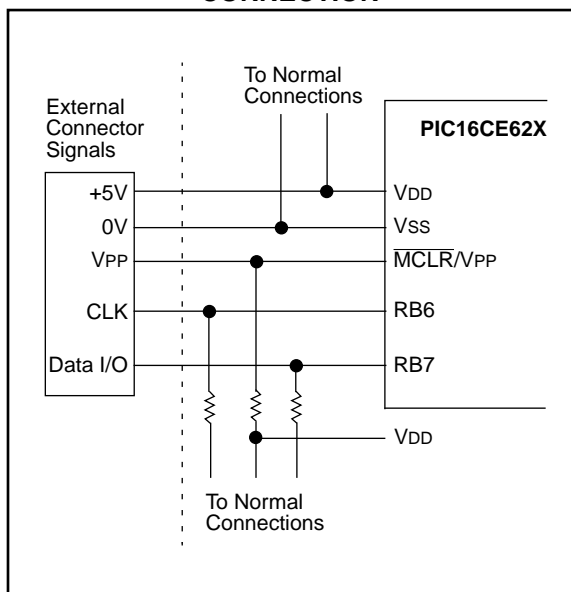 CONNECTION
To Normal
Connections
External
Connector
Signals
PIC16CE62X
+5V
VDD
0V
VSS
VPP
MCLR/VPP
CLK
RB6
Data I/O
RB7
VDD
To Normal
Connections